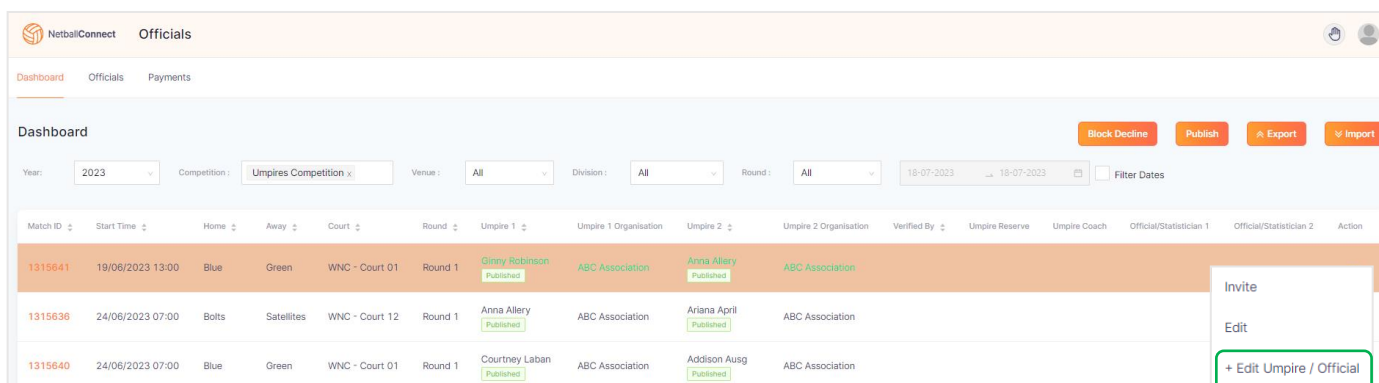 NetballConnect Officials
Dashboard Officials Payments
Dashboard
Block Decline Publish Export Import
Year: 2023 Competition : Umpires Competition x Venue : All Division : All Round : All 18-07-2023 18-07-2023 Filter Dates
Match ID Start Time Home Away Court Round Umpire 1 Umpire 1 Organisation Umpire 2 Umpire 2 Organisation Verified By Umpire Reserve Umpire Coach Official/Statistician 1 Official/Statistician 2 Action
1315641 19/06/2023 13:00 Blue Green WNC - Court 01 Round 1 Ginny Robinson ABC Association Anna Allery ABC Association
Published Published
Invite
1315636 24/06/2023 07:00 Bolts Satellites WNC - Court 12 Round 1 Anna Allery ABC Association Ariana April ABC Association
Published Published
Edit
1315640 24/06/2023 07:00 Blue Green WNC - Court 01 Round 1 Courtney Laban ABC Association Addison Ausg ABC Association
Published Published
+ Edit Umpire / Official